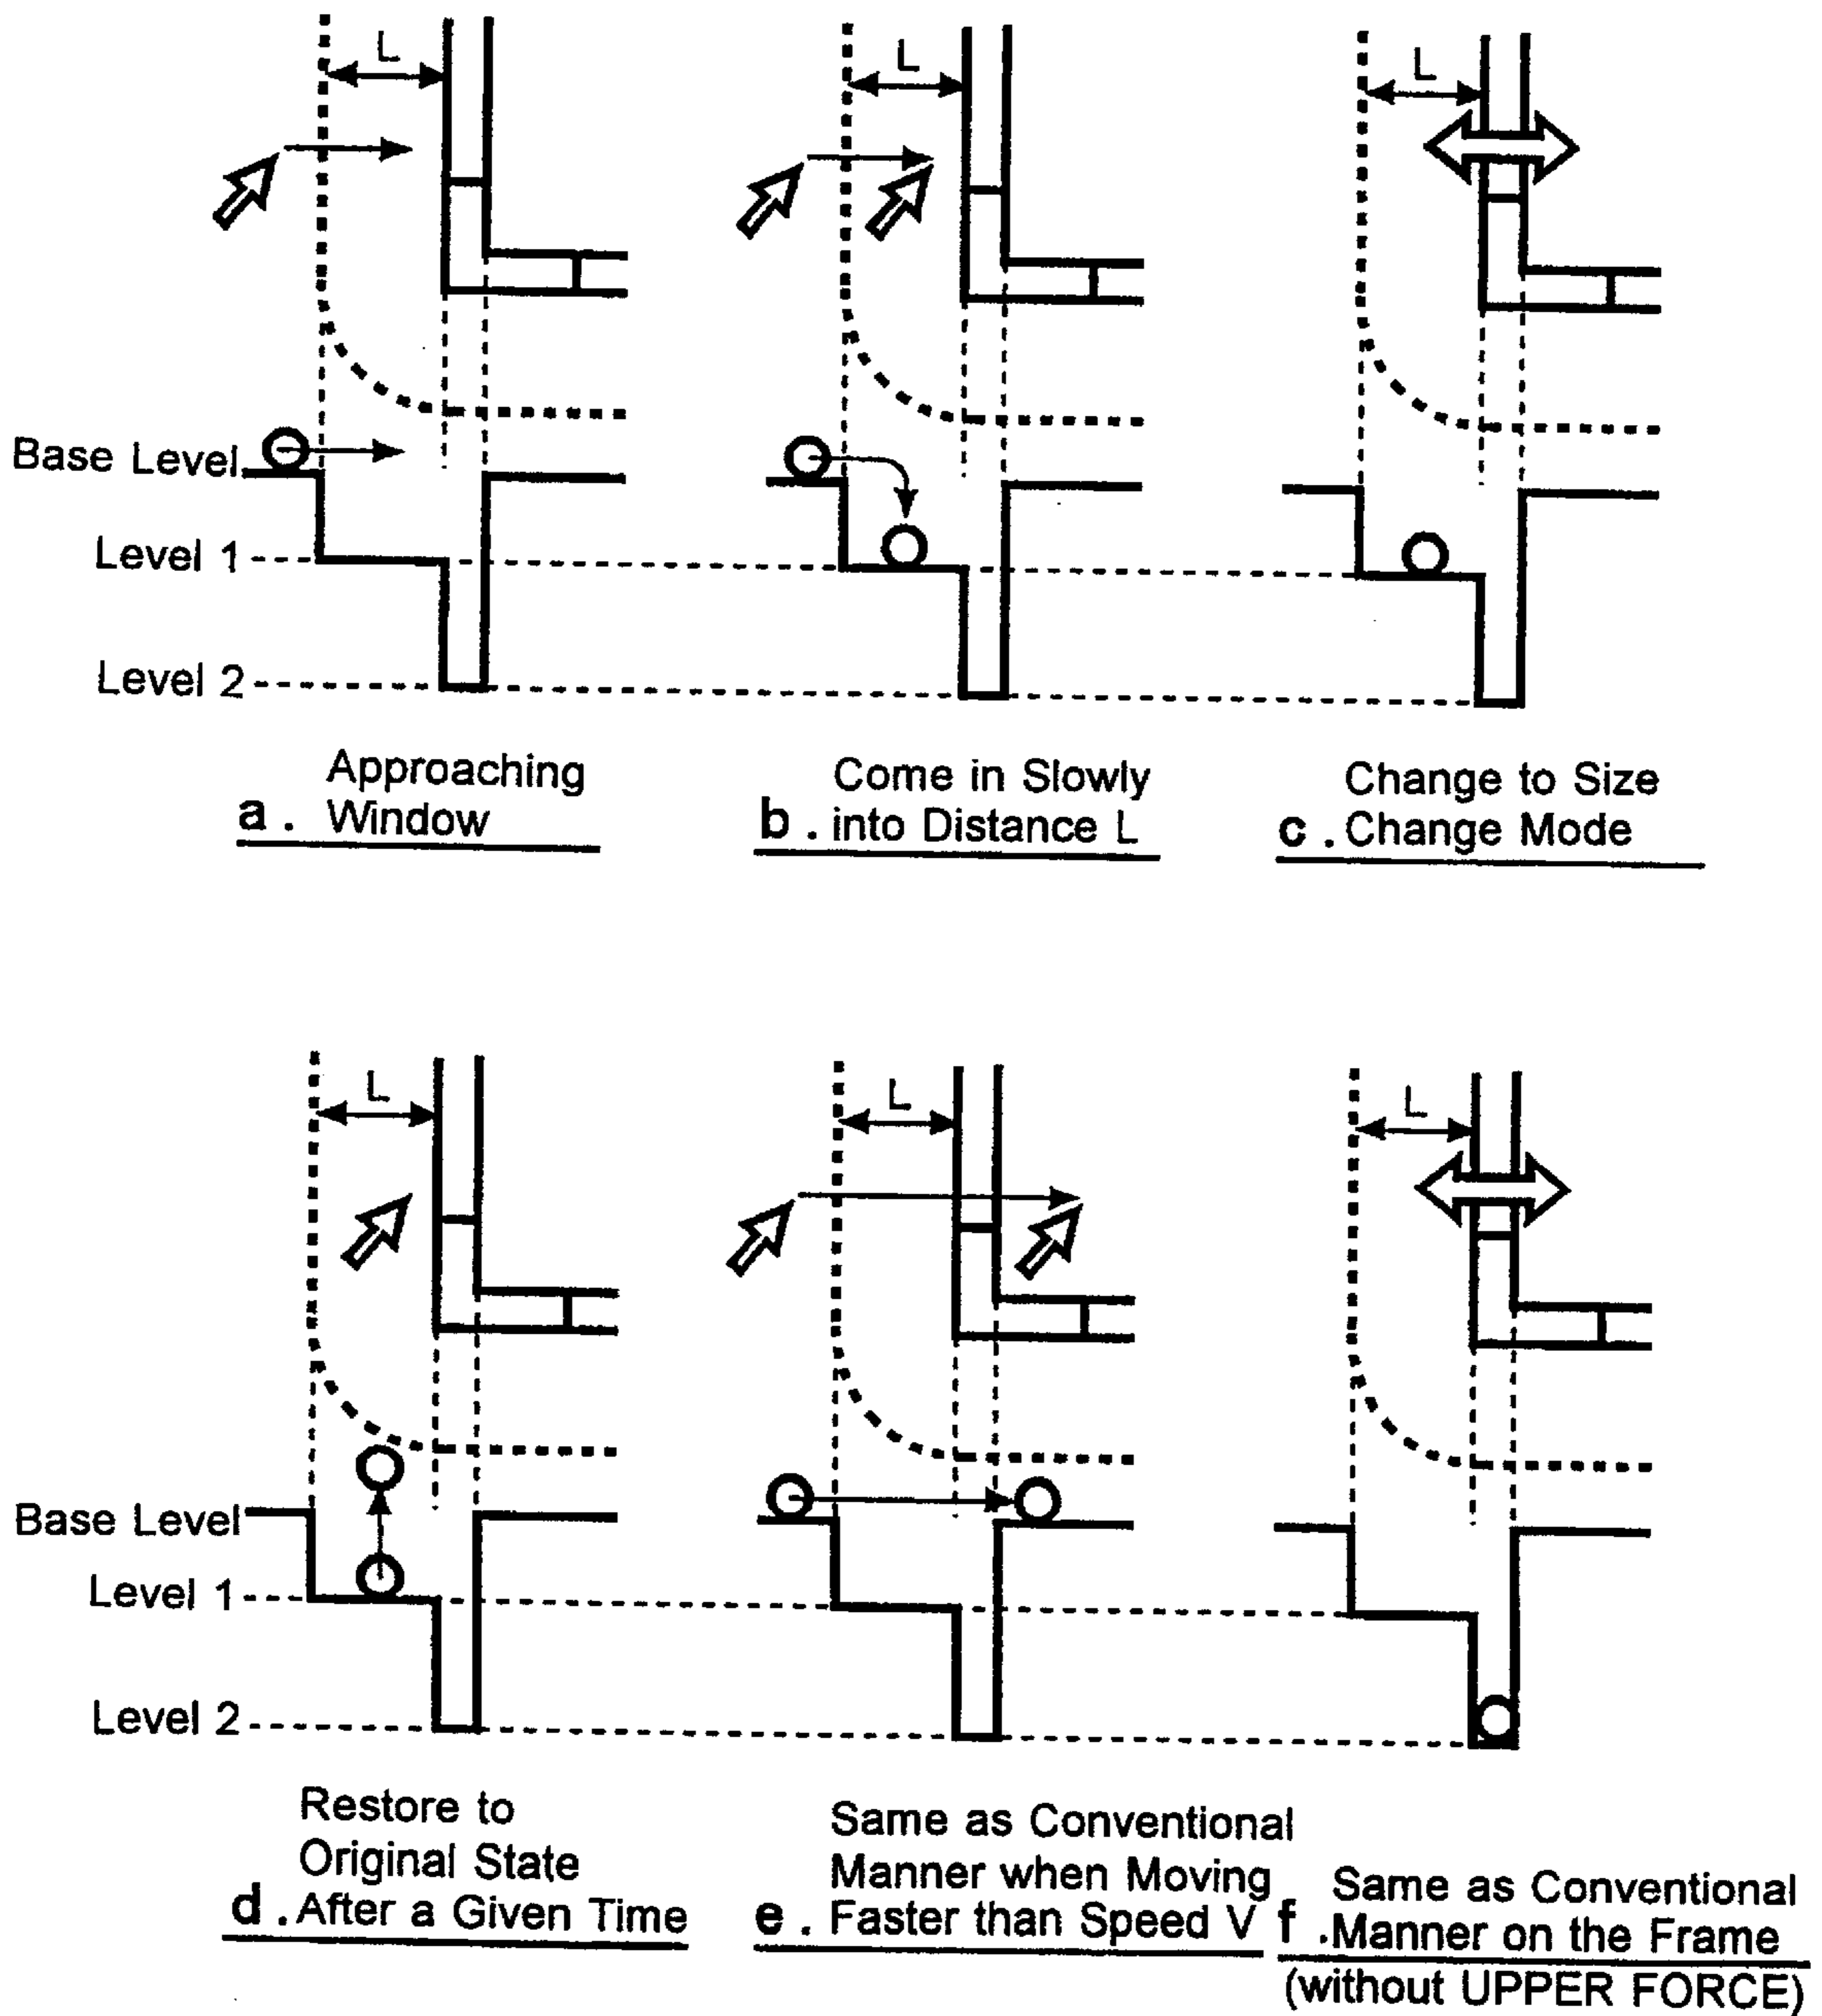 L
L
L
Base Level
Level 1
Level 2
a. Approaching
Window
b. Come in Slowly
into Distance L
c. Change to Size
Change Mode
L
L
L
Base Level
Level 1
Level 2
d. Restore to
Original State
After a Given Time
e. Same as Conventional
Manner when Moving
Faster than Speed V
f. Same as Conventional
Manner on the Frame
(without UPPER FORCE)